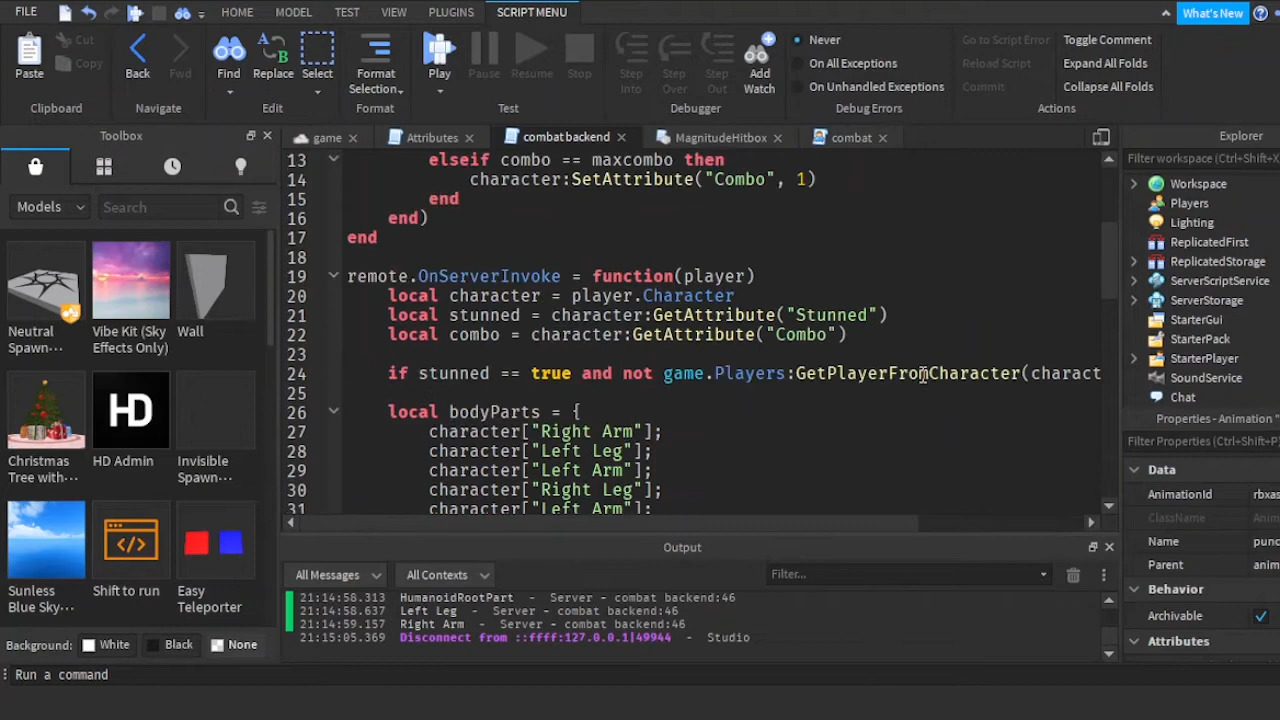 FILE HOME MODEL TEST VIEW PLUGINS SCRIPT MENU What's New
Paste Cut Copy Back Fwd Find Replace Select Format Selection Play Pause Resume Stop Step Into Step Over Step Out Add Watch
Never
On All Exceptions
On Unhandled Exceptions
Go to Script Error
Reload Script
Commit
Toggle Comment
Expand All Folds
Collapse All Folds
Clipboard Navigate Edit Format Test Debugger Debug Errors Actions
Toolbox
game Attributes combat backend MagnitudeHitbox combat
Explorer
Models Search
Neutral Spawn...
Vibe Kit (Sky Effects Only)
Wall
Christmas Tree with...
HD
HD Admin
Invisible Spawn...
Sunless Blue Sky...
Shift to run
Easy Teleporter
Background: White Black None
13 elseif combo == maxcombo then
14 character:SetAttribute("Combo", 1)
15 end
16 end)
17 end
18
19 remote.OnServerInvoke = function(player)
20 local character = player.Character
21 local stunned = character:GetAttribute("Stunned")
22 local combo = character:GetAttribute("Combo")
23
24 if stunned == true and not game.Players:GetPlayerFromCharacter(charact
25
26 local bodyParts = {
27 character["Right Arm"];
28 character["Left Leg"];
29 character["Left Arm"];
30 character["Right Leg"];
31 character["Left Arm"];
Output
All Messages All Contexts Filter...
21:14:58.313 HumanoidRootPart - Server - combat backend:46
21:14:58.637 Left Leg - Server - combat backend:46
21:14:59.157 Right Arm - Server - combat backend:46
21:15:05.369 Disconnect from ::ffff:127.0.0.1|49944 - Studio
Filter workspace (Ctrl+Shift+X
Workspace
Players
Lighting
ReplicatedFirst
ReplicatedStorage
ServerScriptService
ServerStorage
StarterGui
StarterPack
StarterPlayer
SoundService
Chat
Properties - Animation "
Filter Properties (Ctrl+Shift+P
Data
AnimationId rbxas
ClassName Anim
Name punc
Parent anim
Behavior
Archivable
Attributes
Run a command